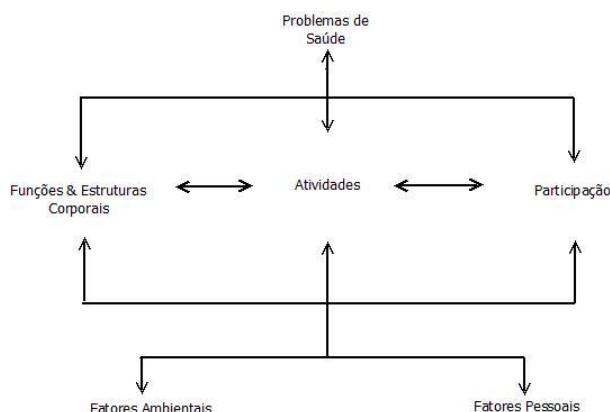 Problemas de
Saúde
Funções & Estruturas
Corporais
Atividades
Participação
Fatores Ambientais
Fatores Pessoais